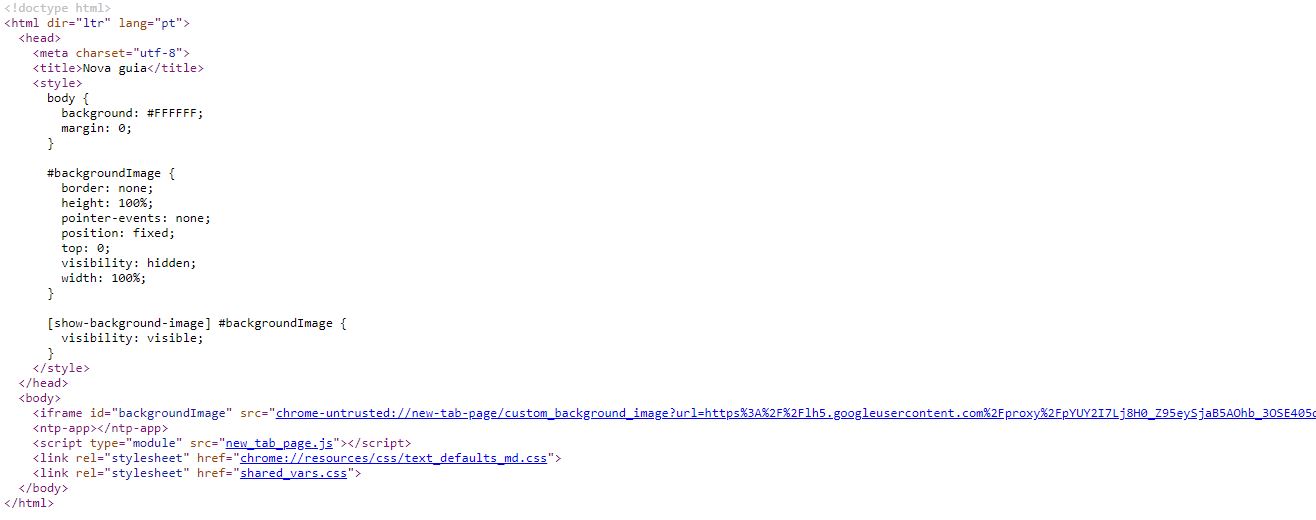 <!doctype html>
<html dir="ltr" lang="pt">
  <head>
    <meta charset="utf-8">
    <title>Nova guia</title>
    <style>
      body {
        background: #FFFFFF;
        margin: 0;
      }

      #backgroundImage {
        border: none;
        height: 100%;
        pointer-events: none;
        position: fixed;
        top: 0;
        visibility: hidden;
        width: 100%;
      }

      [show-background-image] #backgroundImage {
        visibility: visible;
      }
    </style>
  </head>
  <body>
    <iframe id="backgroundImage" src="chrome-untrusted://new-tab-page/custom_background_image?url=https%3A%2F%2Flh5.googleusercontent.com%2Fproxy%2FpYUY2I7Lj8H0_Z95eySjaB5AOhb_3OSE405
    <ntp-app></ntp-app>
    <script type="module" src="new_tab_page.js"></script>
    <link rel="stylesheet" href="chrome://resources/css/text_defaults_md.css">
    <link rel="stylesheet" href="shared_vars.css">
  </body>
</html>